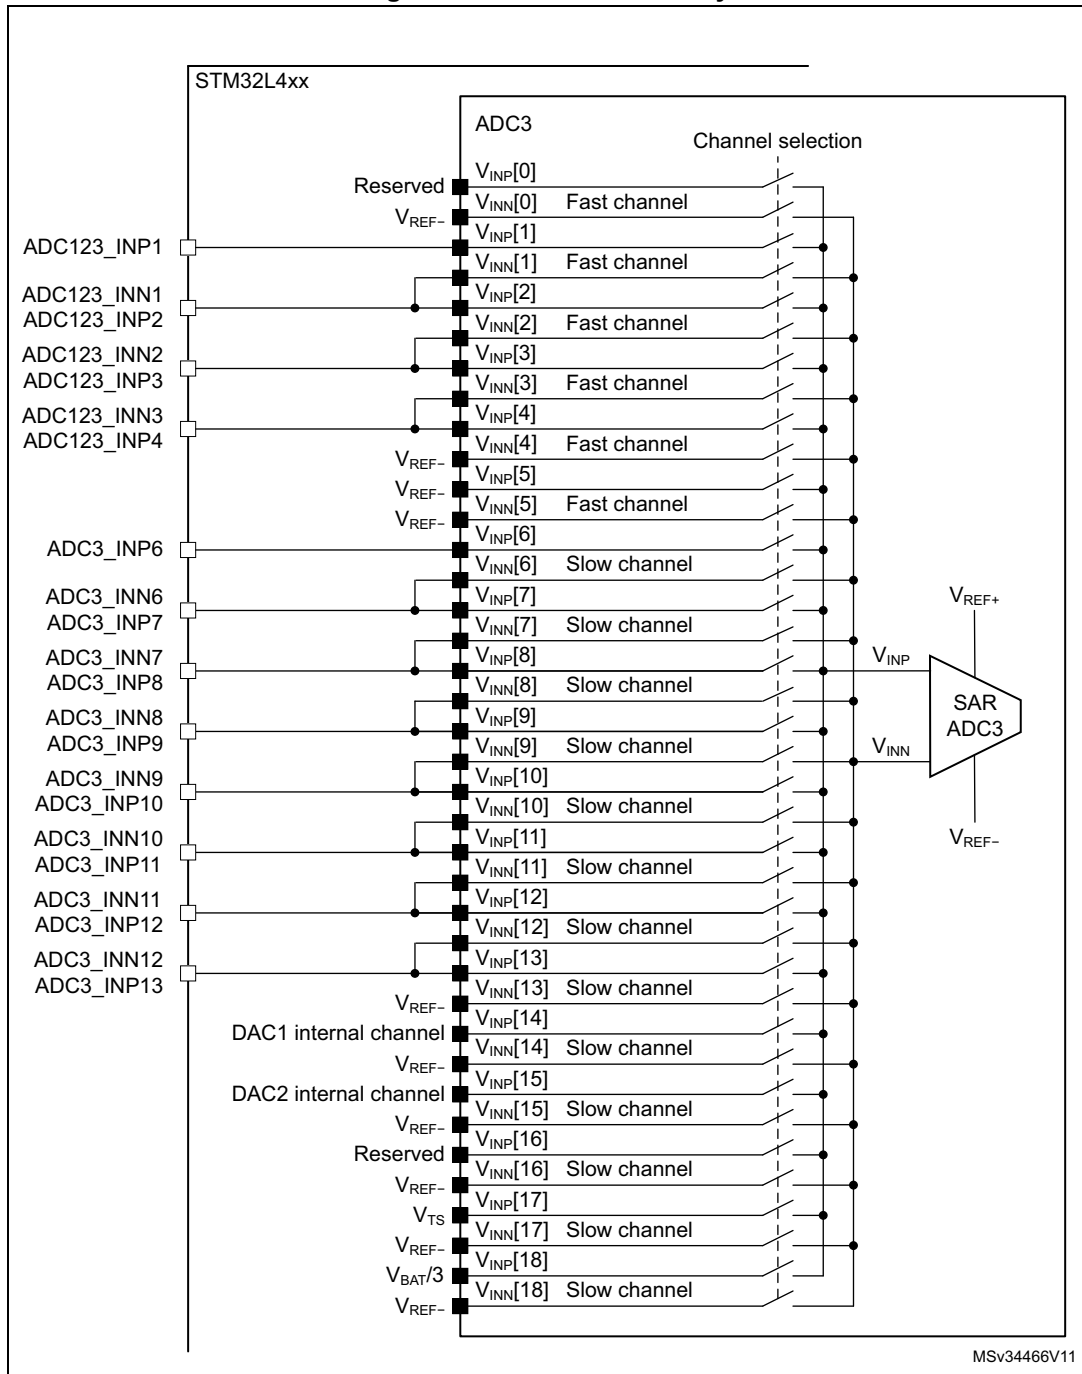 STM32L4xx
ADC3
Channel selection
Reserved VINP[0]
VREF− VINN[0] Fast channel
ADC123_INP1 VINP[1]
VINN[1] Fast channel
ADC123_INN1
ADC123_INP2 VINP[2]
VINN[2] Fast channel
ADC123_INN2
ADC123_INP3 VINP[3]
VINN[3] Fast channel
ADC123_INN3
ADC123_INP4 VINP[4]
VREF− VINN[4] Fast channel
VREF− VINP[5]
VREF− VINN[5] Fast channel
ADC3_INP6 VINP[6]
VINN[6] Slow channel
ADC3_INN6
ADC3_INP7 VINP[7]
VINN[7] Slow channel
ADC3_INN7
ADC3_INP8 VINP[8]
VINN[8] Slow channel
ADC3_INN8
ADC3_INP9 VINP[9]
VINN[9] Slow channel
ADC3_INN9
ADC3_INP10 VINP[10]
VINN[10] Slow channel
ADC3_INN10
ADC3_INP11 VINP[11]
VINN[11] Slow channel
ADC3_INN11
ADC3_INP12 VINP[12]
VINN[12] Slow channel
ADC3_INN12
ADC3_INP13 VINP[13]
VREF− VINN[13] Slow channel
DAC1 internal channel VINP[14]
VREF− VINN[14] Slow channel
DAC2 internal channel VINP[15]
VREF− VINN[15] Slow channel
Reserved VINP[16]
VREF− VINN[16] Slow channel
VTS VINP[17]
VREF− VINN[17] Slow channel
VBAT/3 VINP[18]
VREF− VINN[18] Slow channel
VREF+
VINP
SAR
ADC3
VINN
VREF−
MSv34466V11